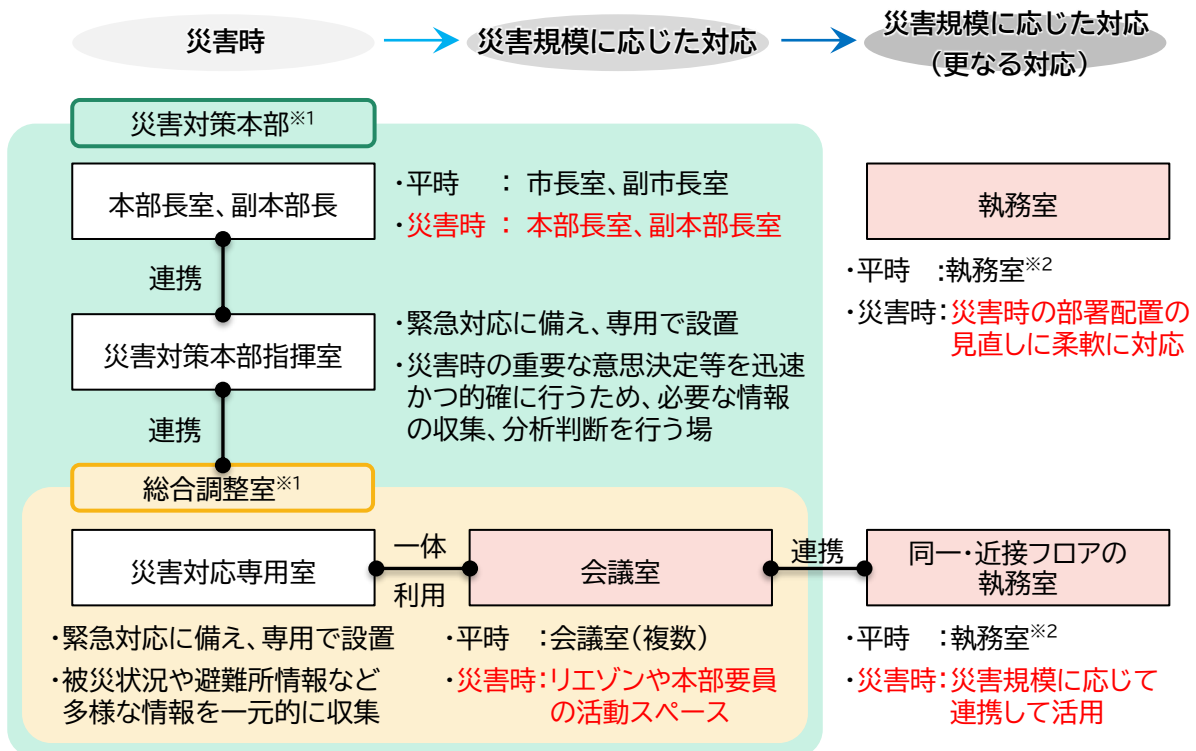 災害時
災害規模に応じた対応
災害規模に応じた対応
（更なる対応）
災害対策本部※1
本部長室、副本部長
・平時　：市長室、副市長室
・災害時：本部長室、副本部長室
連携
災害対策本部指揮室
・緊急対応に備え、専用で設置
・災害時の重要な意思決定等を迅速
かつ的確に行うため、必要な情報
の収集、分析判断を行う場
連携
執務室
・平時　：執務室※2
・災害時：災害時の部署配置の
見直しに柔軟に対応
総合調整室※1
災害対応専用室
一体
利用
会議室
連携
同一・近接フロアの
執務室
・緊急対応に備え、専用で設置
・被災状況や避難所情報など
多様な情報を一元的に収集
・平時　：会議室（複数）
・災害時：リエゾンや本部要員
の活動スペース
・平時　：執務室※2
・災害時：災害規模に応じて
連携して活用